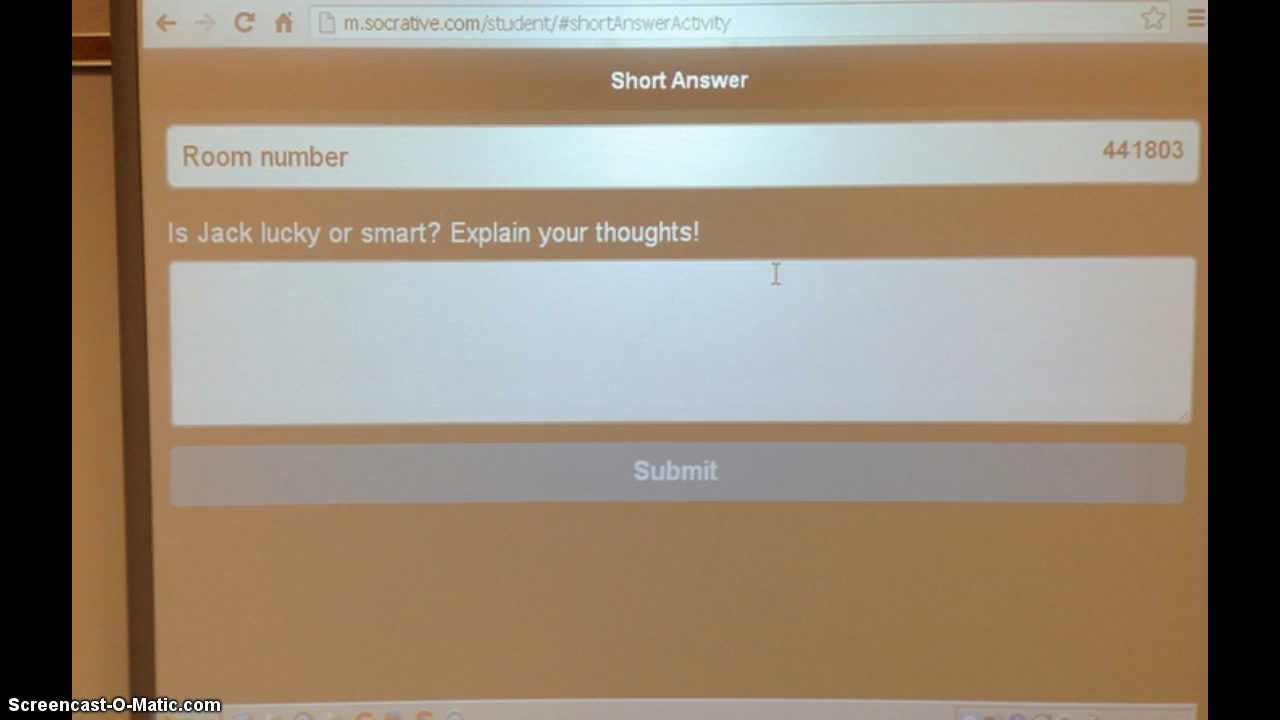 m.socrative.com/student/#shortAnswerActivity
Short Answer
Room number 441803
Is Jack lucky or smart? Explain your thoughts!
Submit
Screencast-O-Matic.com